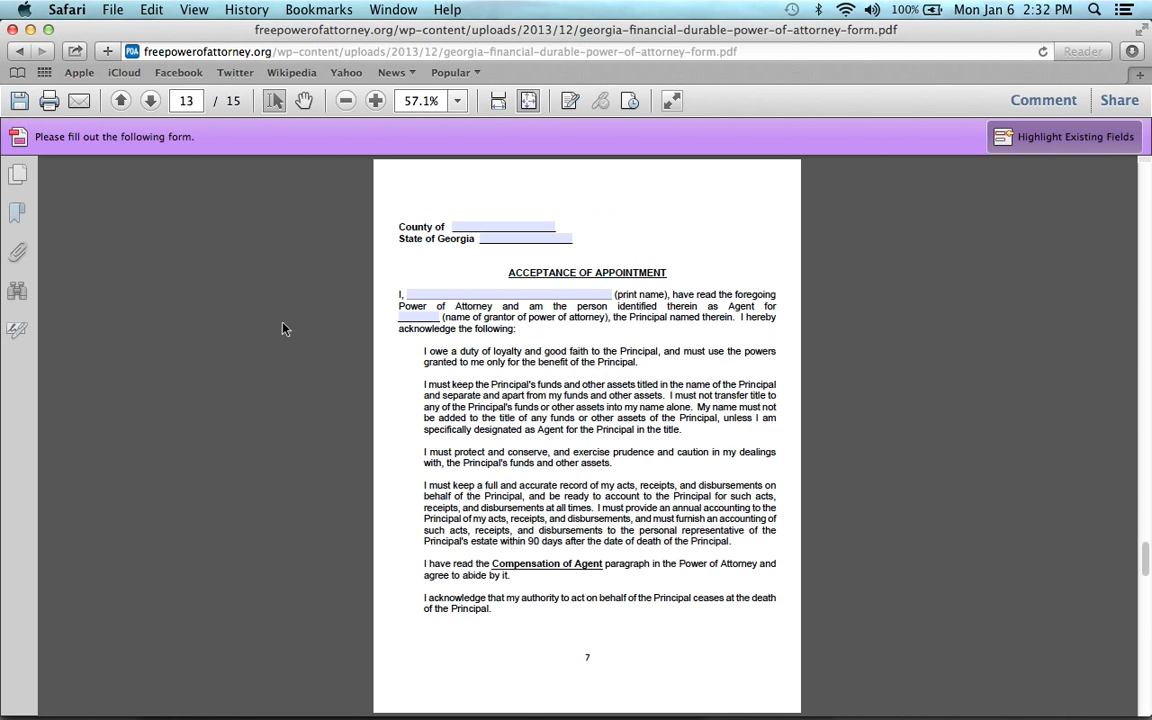 Safari File Edit View History Bookmarks Window Help 100% Mon Jan 6 2:32 PM
freepowerofattorney.org/wp-content/uploads/2013/12/georgia-financial-durable-power-of-attorney-form.pdf
POA freepowerofattorney.org/wp-content/uploads/2013/12/georgia-financial-durable-power-of-attorney-form.pdf Reader
Apple iCloud Facebook Twitter Wikipedia Yahoo News Popular
13 / 15 57.1% Comment Share
Please fill out the following form. Highlight Existing Fields
County of
State of Georgia
ACCEPTANCE OF APPOINTMENT
I, (print name), have read the foregoing
Power of Attorney and am the person identified therein as Agent for
(name of grantor of power of attorney), the Principal named therein. I hereby
acknowledge the following:
I owe a duty of loyalty and good faith to the Principal, and must use the powers
granted to me only for the benefit of the Principal.
I must keep the Principal's funds and other assets titled in the name of the Principal
and separate and apart from my funds and other assets. I must not transfer title to
any of the Principal's funds or other assets into my name alone. My name must not
be added to the title of any funds or other assets of the Principal, unless I am
specifically designated as Agent for the Principal in the title.
I must protect and conserve, and exercise prudence and caution in my dealings
with, the Principal's funds and other assets.
I must keep a full and accurate record of my acts, receipts, and disbursements on
behalf of the Principal, and be ready to account to the Principal for such acts,
receipts, and disbursements at all times. I must provide an annual accounting to the
Principal of my acts, receipts, and disbursements, and must furnish an accounting of
such acts, receipts, and disbursements to the personal representative of the
Principal's estate within 90 days after the date of death of the Principal.
I have read the Compensation of Agent paragraph in the Power of Attorney and
agree to abide by it.
I acknowledge that my authority to act on behalf of the Principal ceases at the death
of the Principal.
7